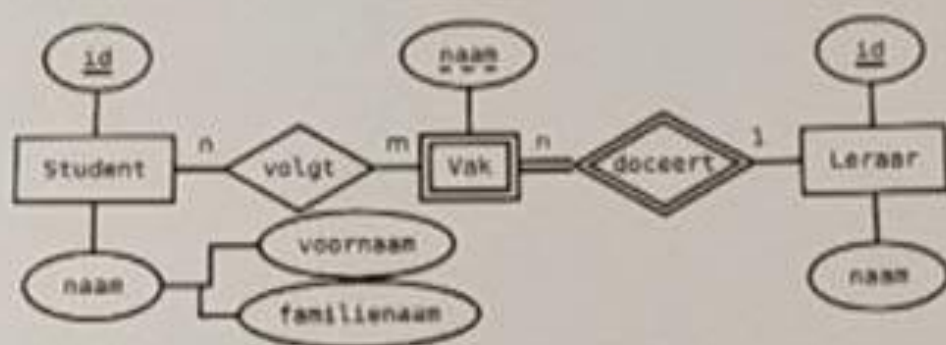 id
naam
id
Student
n
volgt
m
Vak
n
doceert
1
Leraar
naam
voornaam
familienaam
naam